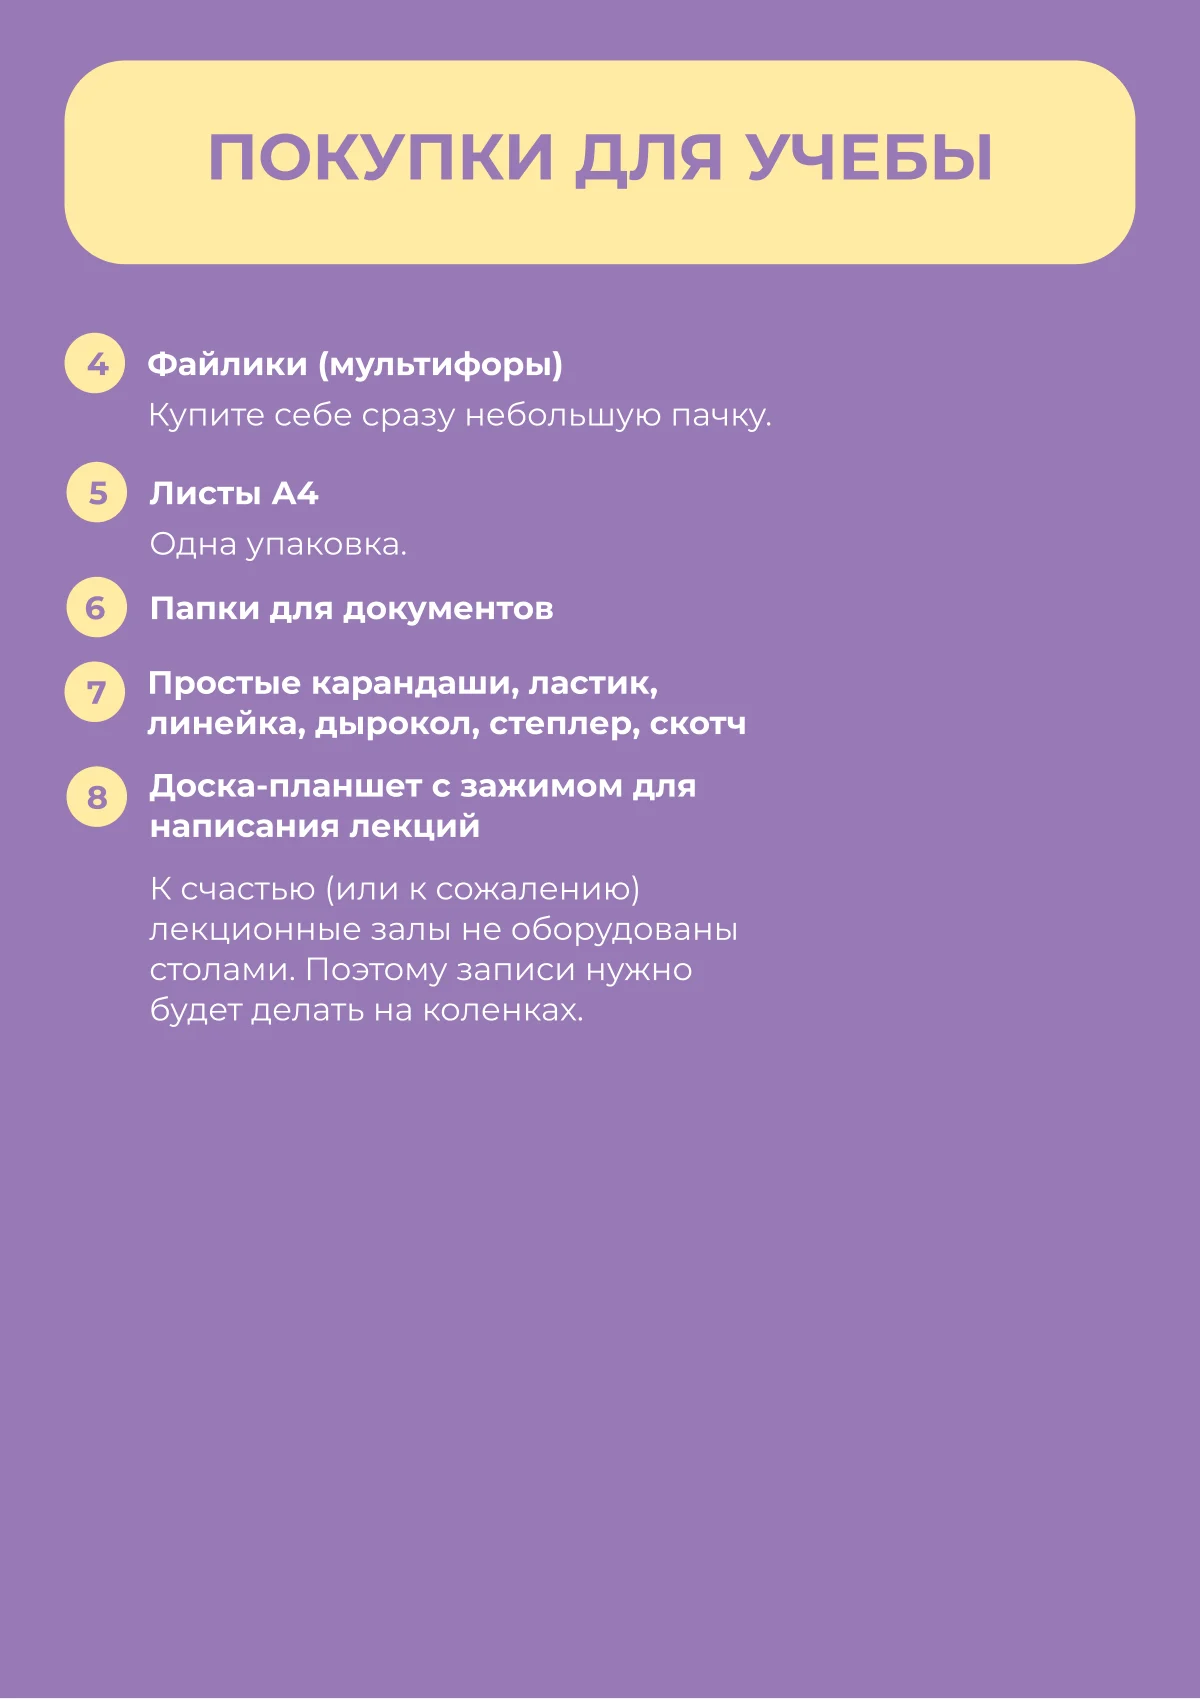 ПОКУПКИ ДЛЯ УЧЕБЫ
4 Файлики (мультифоры)
Купите себе сразу небольшую пачку.
5 Листы А4
Одна упаковка.
6 Папки для документов
7 Простые карандаши, ластик,
линейка, дырокол, степлер, скотч
8 Доска-планшет с зажимом для
написания лекций
К счастью (или к сожалению)
лекционные залы не оборудованы
столами. Поэтому записи нужно
будет делать на коленках.